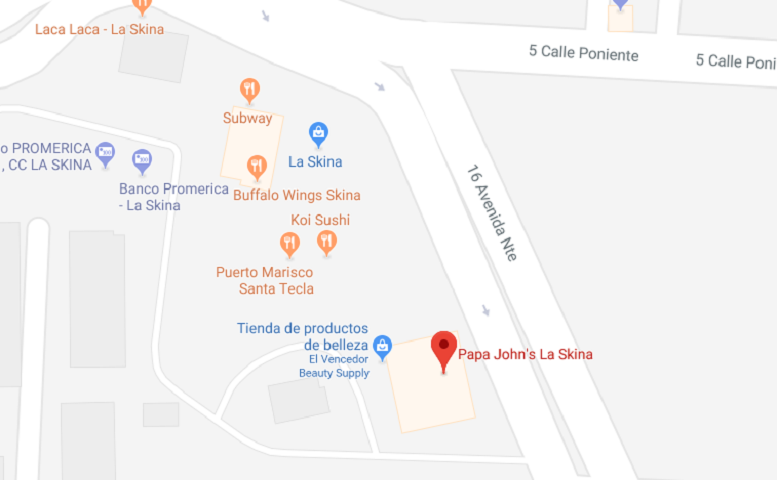 Laca Laca - La Skina
5 Calle Poniente
5 Calle Poni
Subway
o PROMERICA
, CC LA SKINA
La Skina
Banco Promerica
- La Skina
Buffalo Wings Skina
16 Avenida Nte
Koi Sushi
Puerto Marisco
Santa Tecla
Tienda de productos
de belleza
El Vencedor
Beauty Supply
Papa John's La Skina